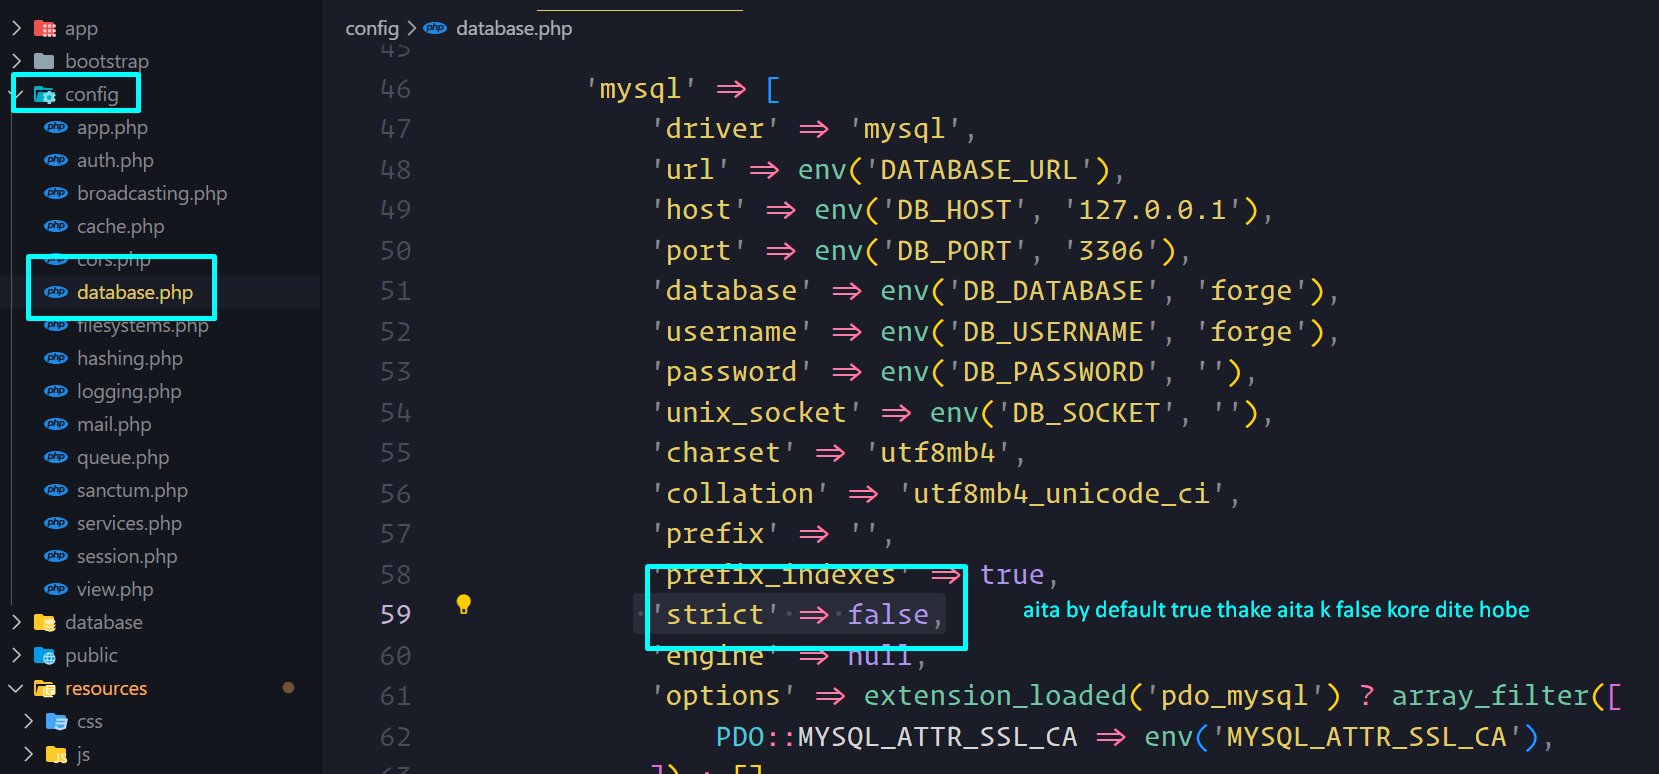 app
bootstrap
config
app.php
auth.php
broadcasting.php
cache.php
cors.php
database.php
filesystems.php
hashing.php
logging.php
mail.php
queue.php
sanctum.php
services.php
session.php
view.php
database
public
resources
css
js
config > php database.php
45
46 'mysql' => [
47 'driver' => 'mysql',
48 'url' => env('DATABASE_URL'),
49 'host' => env('DB_HOST', '127.0.0.1'),
50 'port' => env('DB_PORT', '3306'),
51 'database' => env('DB_DATABASE', 'forge'),
52 'username' => env('DB_USERNAME', 'forge'),
53 'password' => env('DB_PASSWORD', ''),
54 'unix_socket' => env('DB_SOCKET', ''),
55 'charset' => 'utf8mb4',
56 'collation' => 'utf8mb4_unicode_ci',
57 'prefix' => '',
58 'prefix_indexes' => true,
59 'strict' => false, aita by default true thake aita k false kore dite hobe
60 'engine' => null,
61 'options' => extension_loaded('pdo_mysql') ? array_filter([
62 PDO::MYSQL_ATTR_SSL_CA => env('MYSQL_ATTR_SSL_CA'),
63 ]) : []